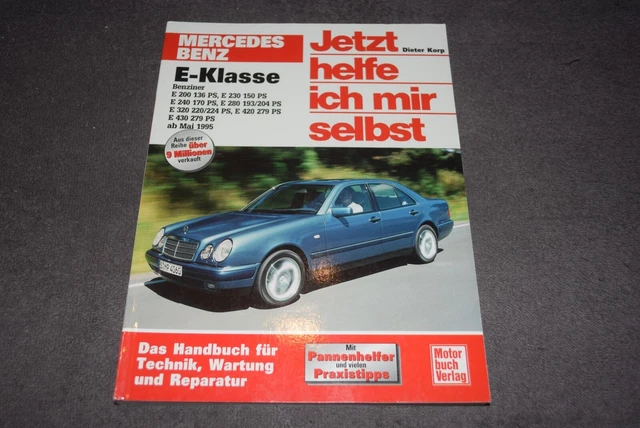 MERCEDES
BENZ
E-Klasse
Benziner
E 200 136 PS, E 230 150 PS
E 240 170 PS, E 280 193/204 PS
E 320 220/224 PS, E 420 279 PS
E 430 279 PS
ab Mai 1995
Aus dieser
Reihe über
9 Millionen
verkauft
Jetzt
Dieter Korp
helfe
ich mir
selbst
Das Handbuch für
Technik, Wartung
und Reparatur
Mit
Pannenhelfer
und vielen
Praxistipps
Motor
buch
Verlag